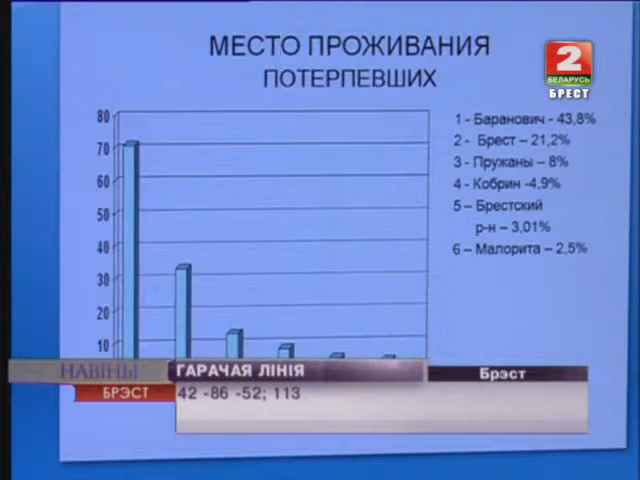 МЕСТО ПРОЖИВАНИЯ
ПОТЕРПЕВШИХ
2
БЕЛАРУСЬ
БРЕСТ
80
70
60
50
40
30
20
10
1 - Баранович - 43,8%
2 - Брест – 21,2%
3 - Пружаны – 8%
4 - Кобрин -4,9%
5 – Брестский
р-н – 3,01%
6 – Малорита – 2,5%
НАВІНЫ
БРЭСТ
ГАРАЧАЯ ЛІНІЯ
Брэст
42 -86 -52; 113